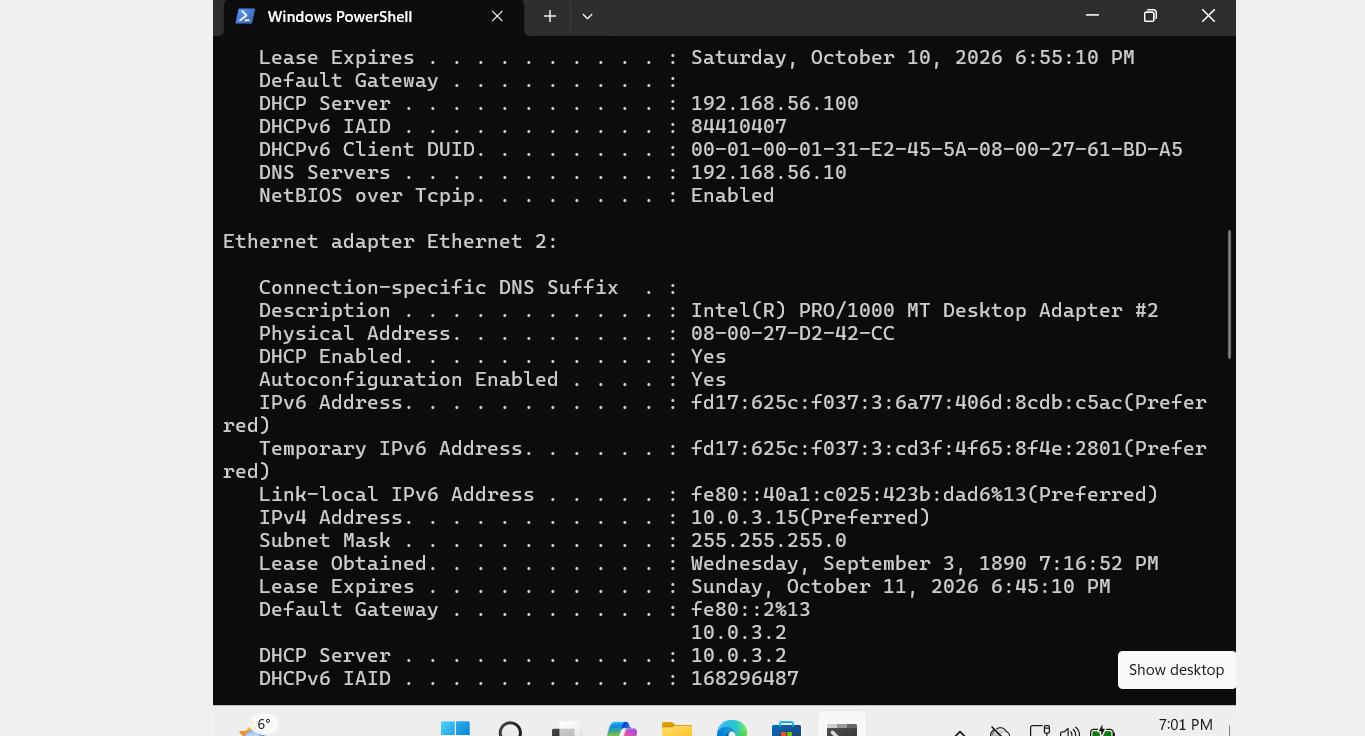 Windows PowerShell
Lease Expires . . . . . . . . . . : Saturday, October 10, 2026 6:55:10 PM
Default Gateway . . . . . . . . . :
DHCP Server . . . . . . . . . . . : 192.168.56.100
DHCPv6 IAID . . . . . . . . . . . : 84410407
DHCPv6 Client DUID. . . . . . . . : 00-01-00-01-31-E2-45-5A-08-00-27-61-BD-A5
DNS Servers . . . . . . . . . . . : 192.168.56.10
NetBIOS over Tcpip. . . . . . . . : Enabled
Ethernet adapter Ethernet 2:
Connection-specific DNS Suffix  . :
Description . . . . . . . . . . . : Intel(R) PRO/1000 MT Desktop Adapter #2
Physical Address. . . . . . . . . : 08-00-27-D2-42-CC
DHCP Enabled. . . . . . . . . . . : Yes
Autoconfiguration Enabled . . . . : Yes
IPv6 Address. . . . . . . . . . . : fd17:625c:f037:3:6a77:406d:8cdb:c5ac(Prefer
red)
Temporary IPv6 Address. . . . . . : fd17:625c:f037:3:cd3f:4f65:8f4e:2801(Prefer
red)
Link-local IPv6 Address . . . . . : fe80::40a1:c025:423b:dad6%13(Preferred)
IPv4 Address. . . . . . . . . . . : 10.0.3.15(Preferred)
Subnet Mask . . . . . . . . . . . : 255.255.255.0
Lease Obtained. . . . . . . . . . : Wednesday, September 3, 1890 7:16:52 PM
Lease Expires . . . . . . . . . . : Sunday, October 11, 2026 6:45:10 PM
Default Gateway . . . . . . . . . : fe80::2%13
10.0.3.2
DHCP Server . . . . . . . . . . . : 10.0.3.2
DHCPv6 IAID . . . . . . . . . . . : 168296487
Show desktop
6°
7:01 PM